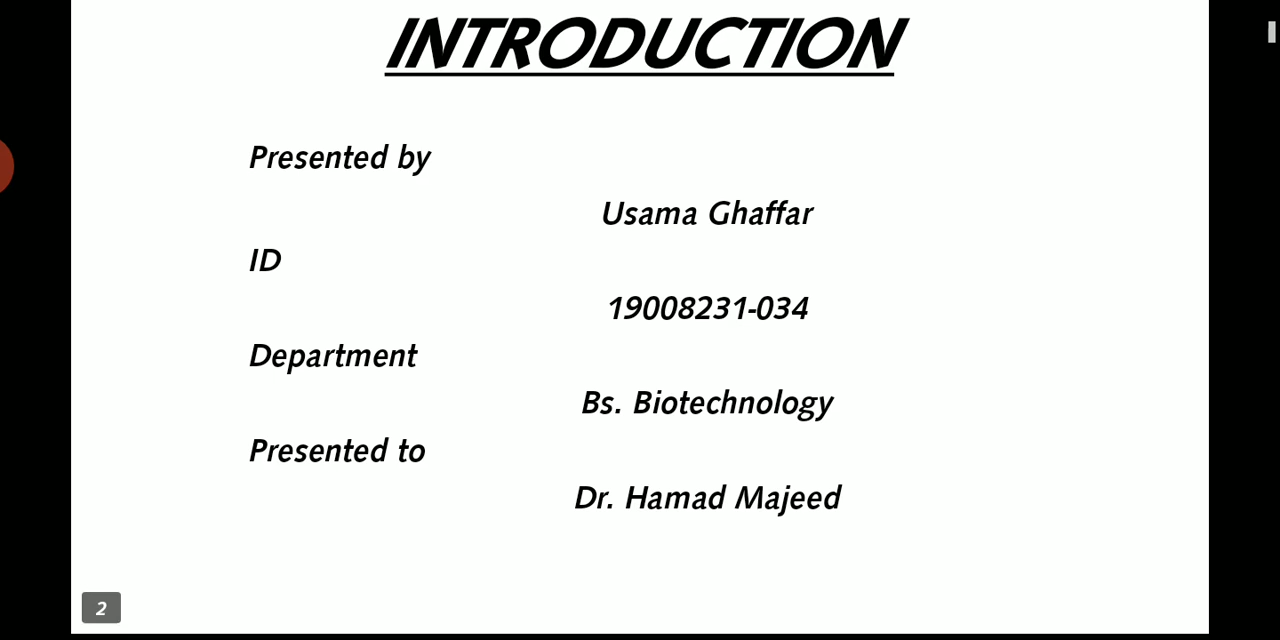 INTRODUCTION
Presented by
Usama Ghaffar
ID
19008231-034
Department
Bs. Biotechnology
Presented to
Dr. Hamad Majeed
2